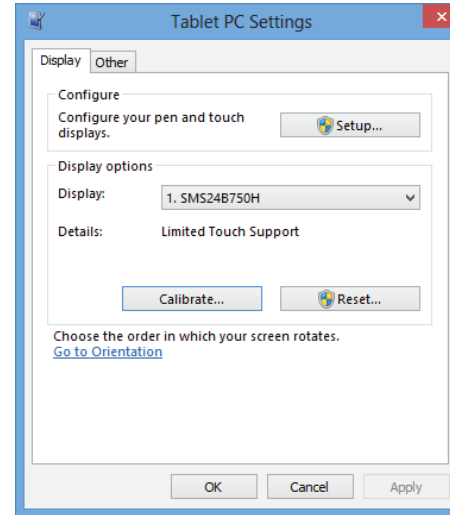 Tablet PC Settings
Display Other
Configure
Configure your pen and touch
displays.
Setup...
Display options
Display: 1. SMS24B750H
Details: Limited Touch Support
Calibrate... Reset...
Choose the order in which your screen rotates.
Go to Orientation
OK Cancel Apply